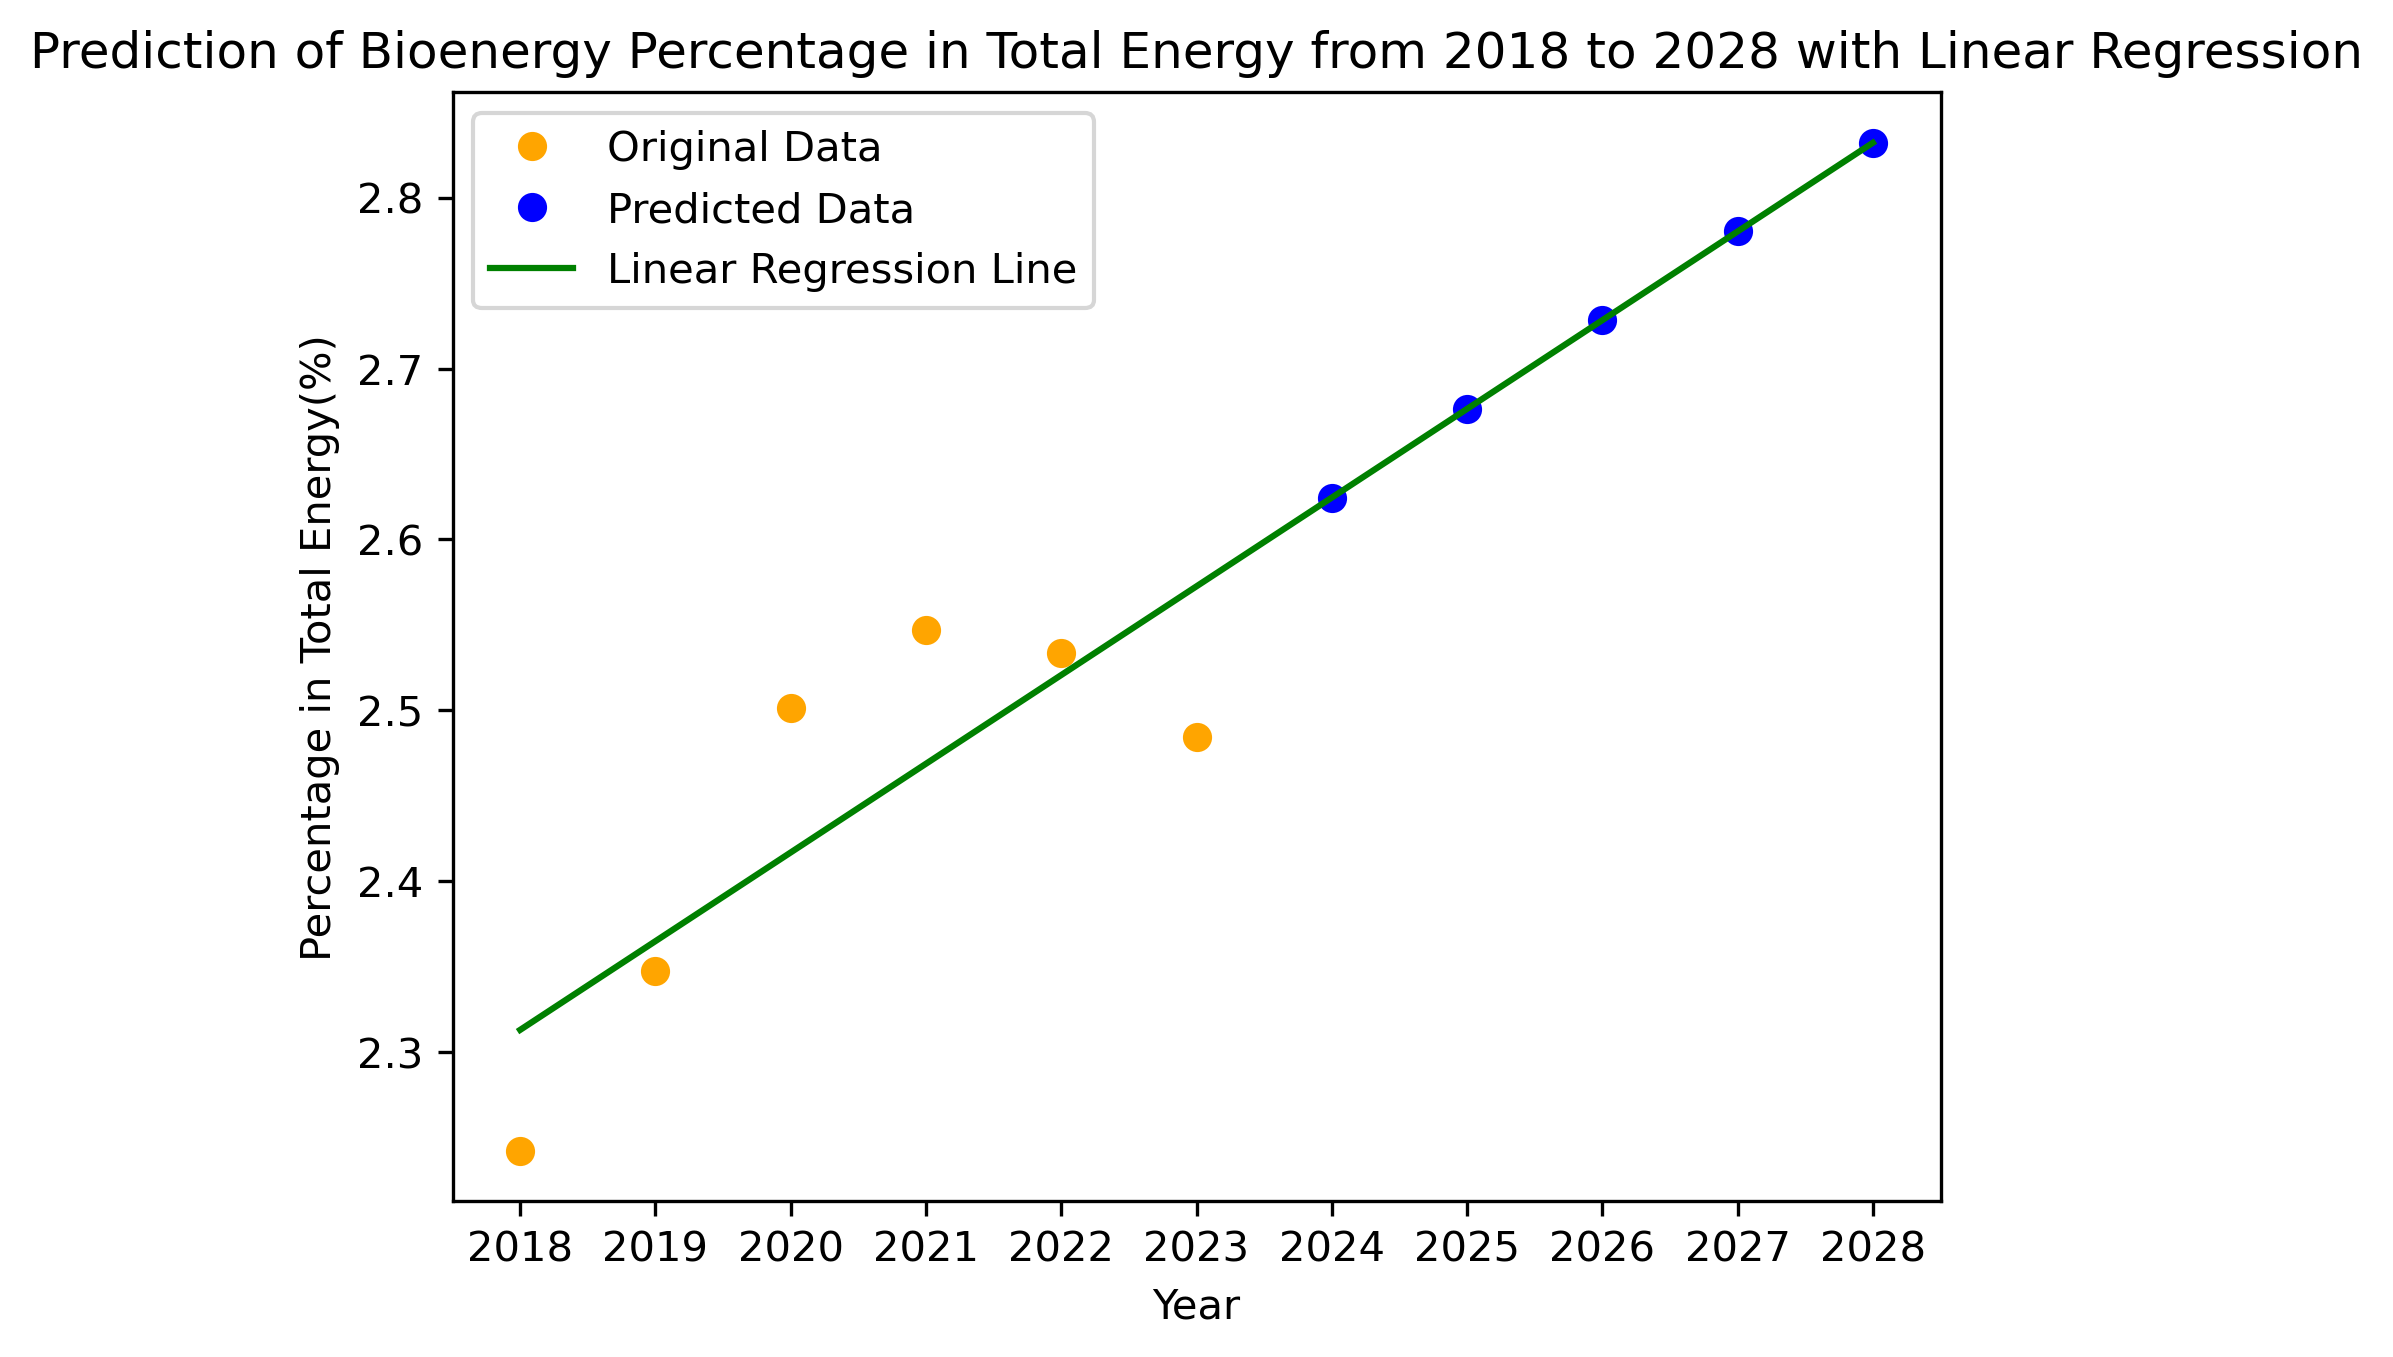 Prediction of Bioenergy Percentage in Total Energy from 2018 to 2028 with Linear Regression
Original Data
Predicted Data
Linear Regression Line
Percentage in Total Energy(%)
2.8
2.7
2.6
2.5
2.4
2.3
2018 2019 2020 2021 2022 2023 2024 2025 2026 2027 2028
Year